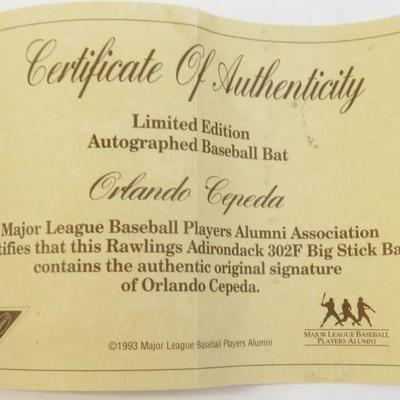 Certificate Of Authenticity
Limited Edition
Autographed Baseball Bat
Orlando Cepeda
Major League Baseball Players Alumni Association
tifies that this Rawlings Adirondack 302F Big Stick Ba
contains the authentic original signature
of Orlando Cepeda.
©1993 Major League Baseball Players Alumni
MAJOR LEAGUE BASEBALL
PLAYERS ALUMNI